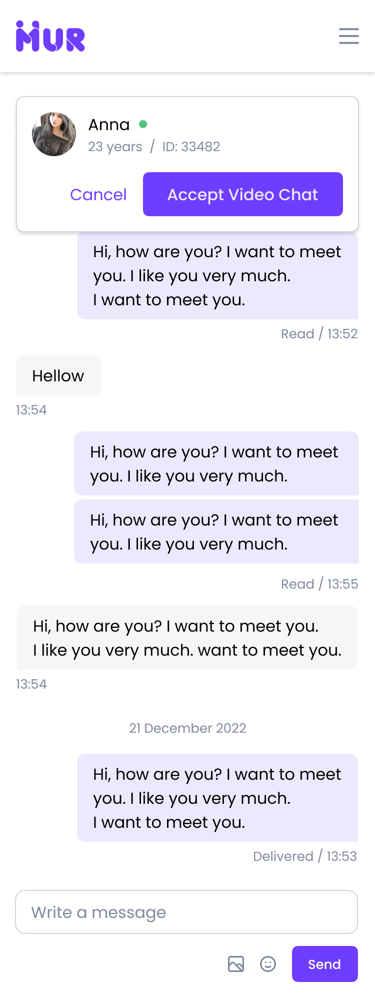 MUR
Anna
23 years / ID: 33482
Cancel
Accept Video Chat
Hi, how are you? I want to meet
you. I like you very much.
I want to meet you.
Read / 13:52
Hellow
13:54
Hi, how are you? I want to meet
you. I like you very much.
Hi, how are you? I want to meet
you. I like you very much.
Read / 13:55
Hi, how are you? I want to meet you.
I like you very much. want to meet you.
13:54
21 December 2022
Hi, how are you? I want to meet
you. I like you very much.
I want to meet you.
Delivered / 13:53
Write a message
Send